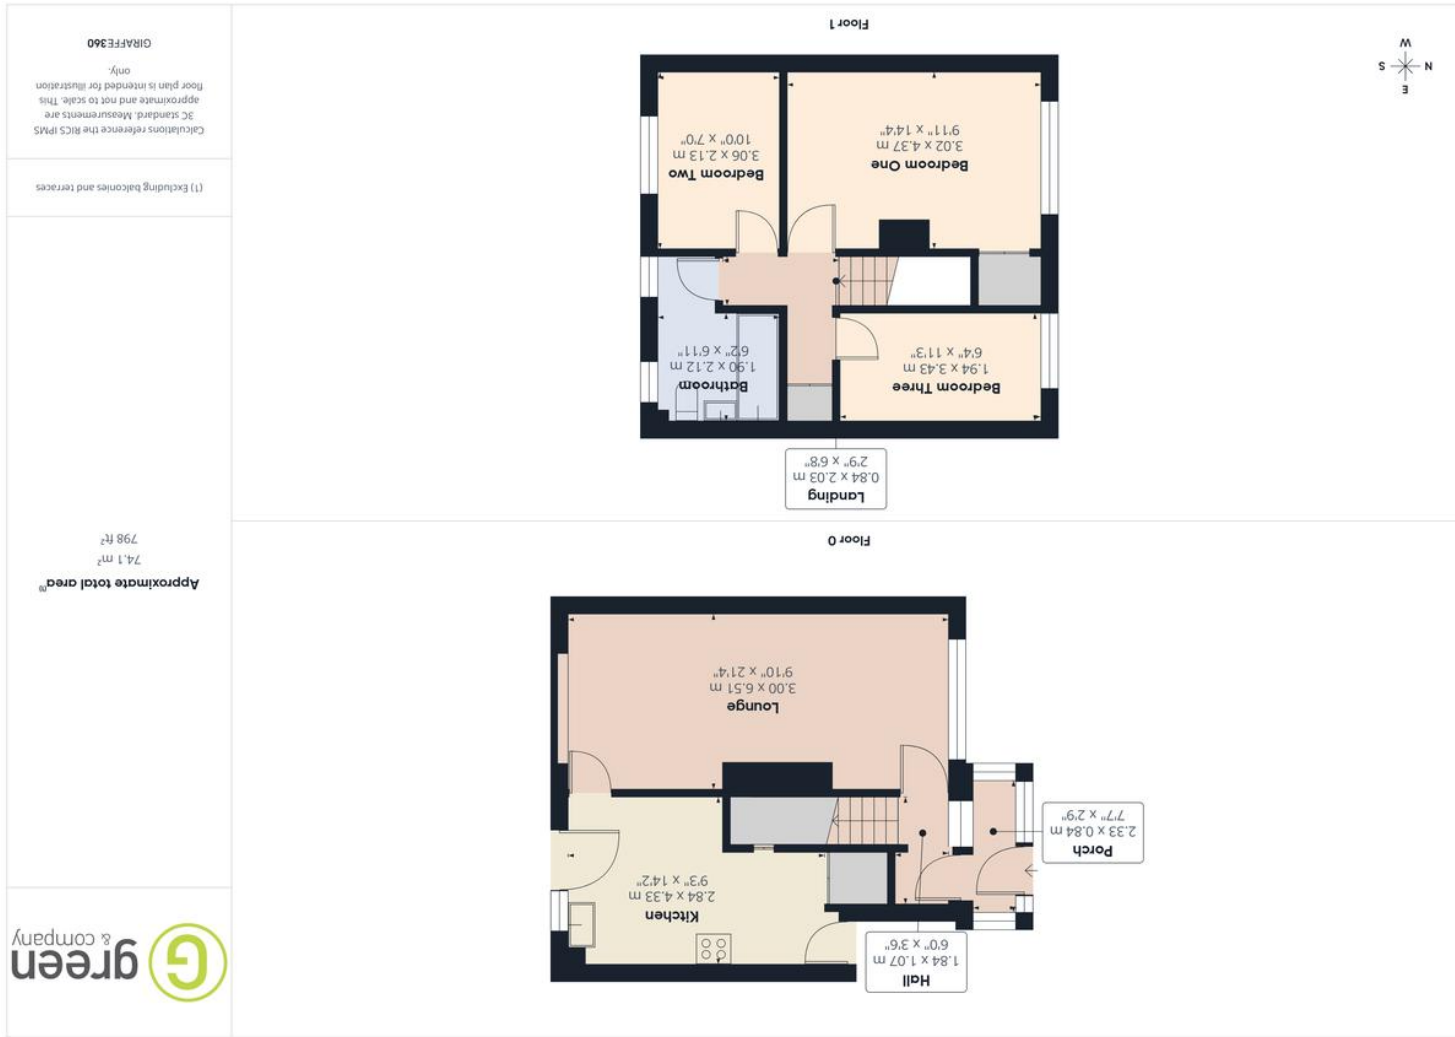 green
& company
Approximate total area⁽¹⁾
74.1 m²
798 ft²
(1) Excluding balconies and terraces
Calculations reference the RICS IPMS
3C standard. Measurements are
approximate and not to scale. This
floor plan is intended for illustration
only.
GIRAFFE360
Hall
1.84 x 1.07 m
6'0" x 3'6"
Kitchen
2.84 x 4.33 m
9'3" x 14'2"
Porch
2.33 x 0.84 m
7'7" x 2'9"
Lounge
3.00 x 6.51 m
9'10" x 21'4"
Floor 0
Landing
0.84 x 2.03 m
2'9" x 6'8"
Bedroom Three
1.94 x 3.43 m
6'4" x 11'3"
Bathroom
1.90 x 2.12 m
6'2" x 6'11"
Bedroom One
3.02 x 4.37 m
9'11" x 14'4"
Bedroom Two
3.06 x 2.13 m
10'0" x 7'0"
Floor 1
E
N S
W